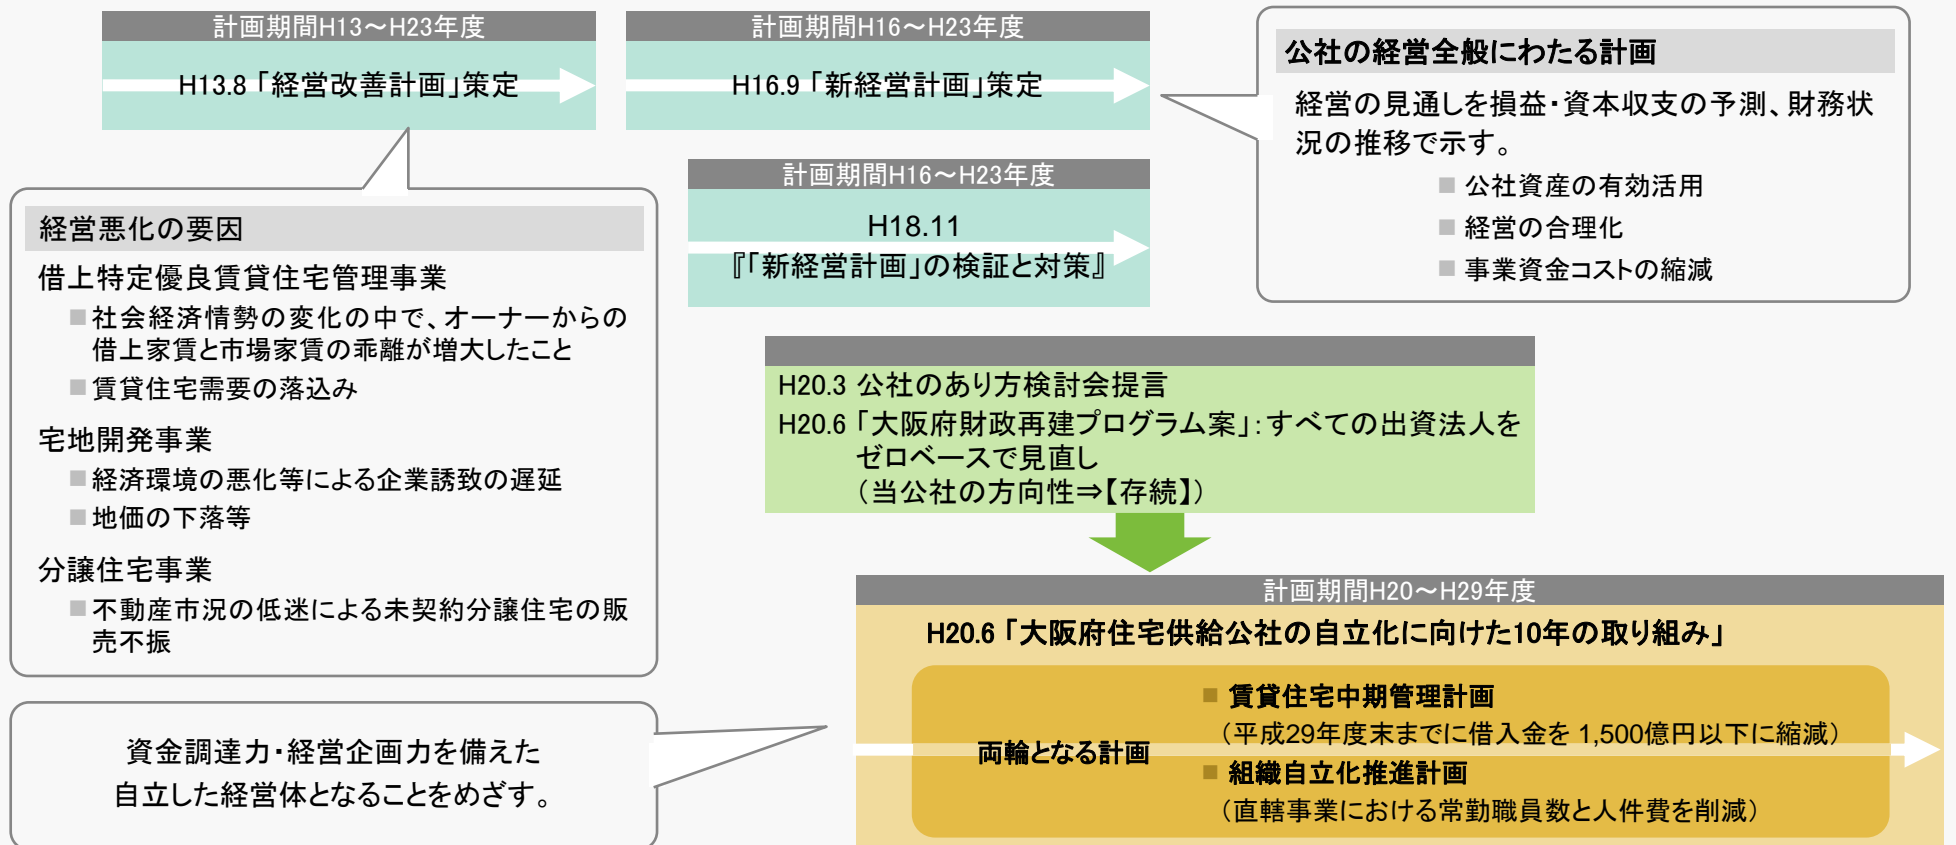 計画期間H13～H23年度
H13.8「経営改善計画」策定
計画期間H16～H23年度
H16.9「新経営計画」策定
公社の経営全般にわたる計画
経営の見通しを損益・資本収支の予測、財務状
況の推移で示す。
■ 公社資産の有効活用
■ 経営の合理化
■ 事業資金コストの縮減
計画期間H16～H23年度
H18.11
『「新経営計画」の検証と対策』
経営悪化の要因
借上特定優良賃貸住宅管理事業
■ 社会経済情勢の変化の中で、オーナーからの
借上家賃と市場家賃の乖離が増大したこと
■ 賃貸住宅需要の落込み
宅地開発事業
■ 経済環境の悪化等による企業誘致の遅延
■ 地価の下落等
分譲住宅事業
■ 不動産市況の低迷による未契約分譲住宅の販
売不振
H20.3 公社のあり方検討会提言
H20.6「大阪府財政再建プログラム案」：すべての出資法人を
ゼロベースで見直し
（当公社の方向性⇒【存続】）
計画期間H20～H29年度
H20.6「大阪府住宅供給公社の自立化に向けた10年の取り組み」
両輪となる計画
■ 賃貸住宅中期管理計画
（平成29年度末までに借入金を 1,500億円以下に縮減）
■ 組織自立化推進計画
（直轄事業における常勤職員数と人件費を削減）
資金調達力・経営企画力を備えた
自立した経営体となることをめざす。